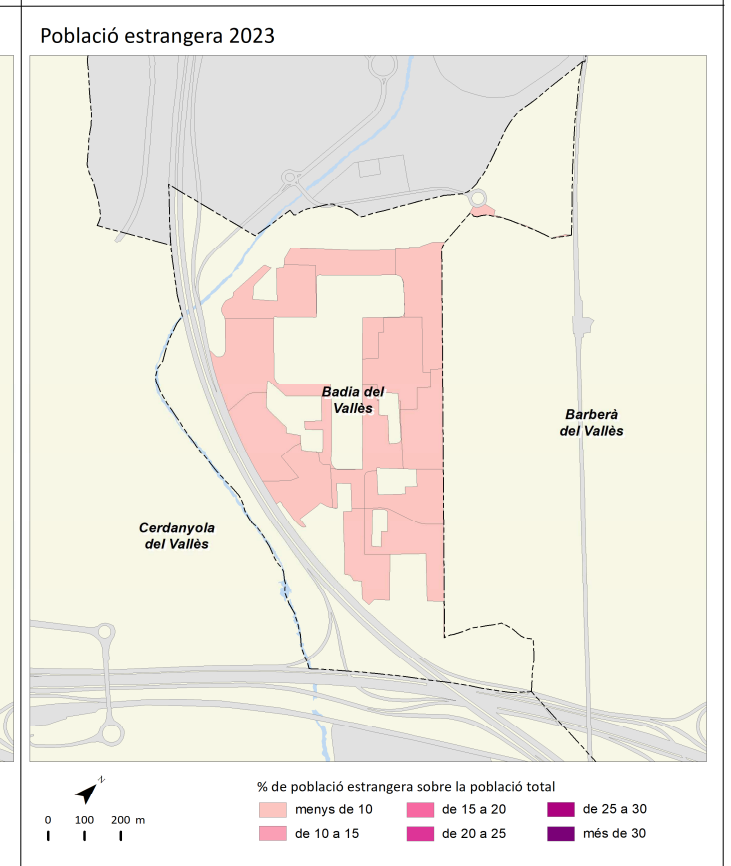 Població estrangera 2023
Badia del
Vallès
Barberà
del Vallès
Cerdanyola
del Vallès
N
0 100 200 m
% de població estrangera sobre la població total
menys de 10
de 15 a 20
de 25 a 30
de 10 a 15
de 20 a 25
més de 30